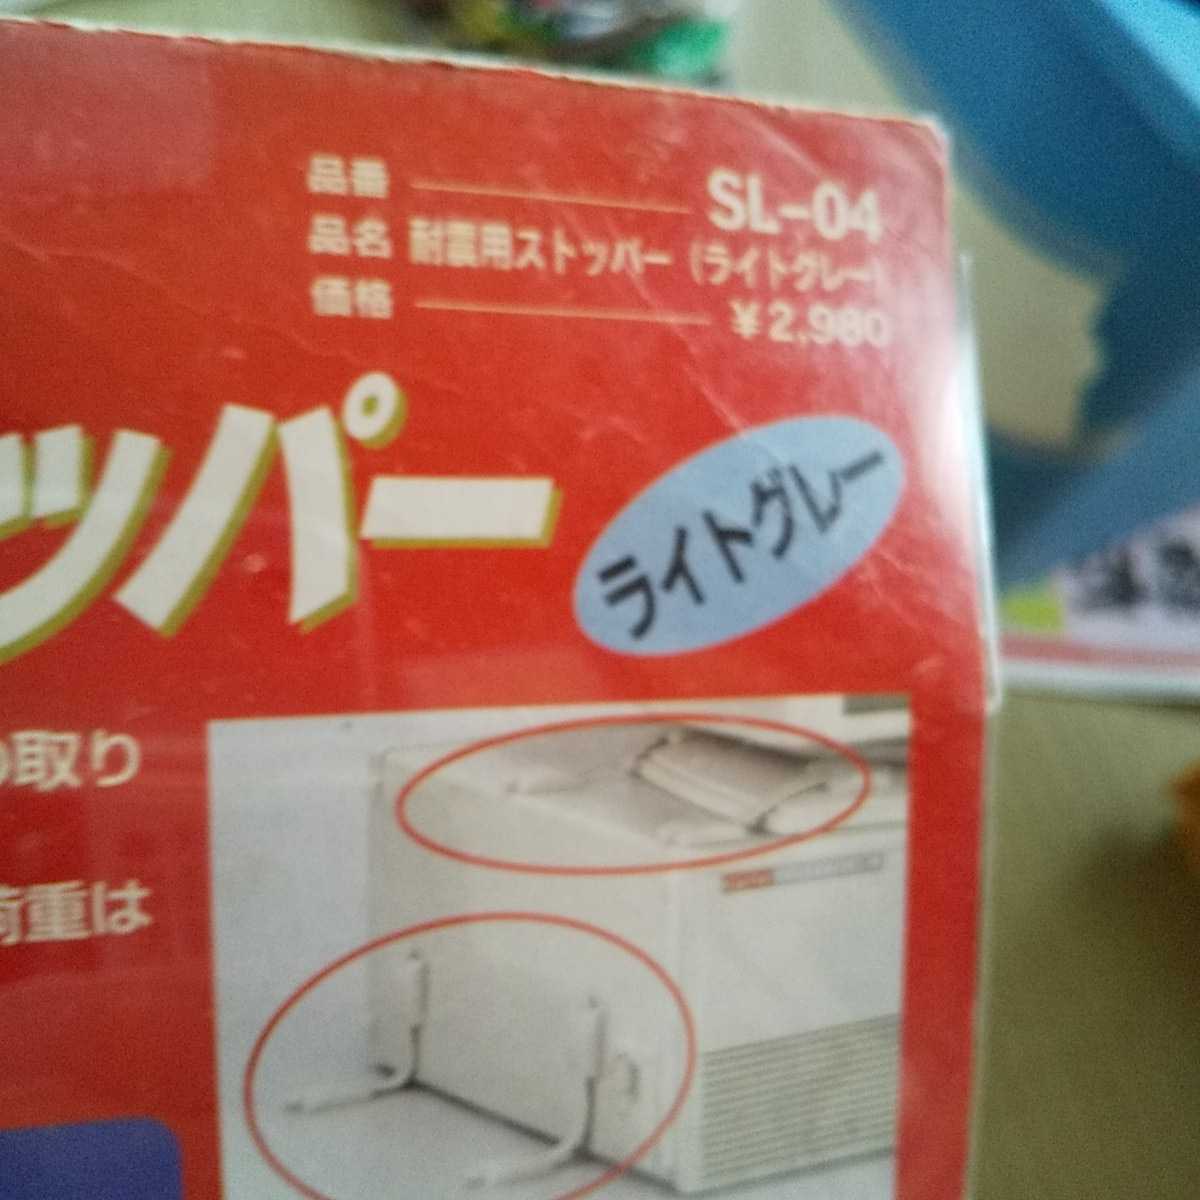 品番 SL-04
品名 耐震用ストッパー (ライトグレー)
価格 ¥2,980
ッパー
ライトグレー
取り
荷重は